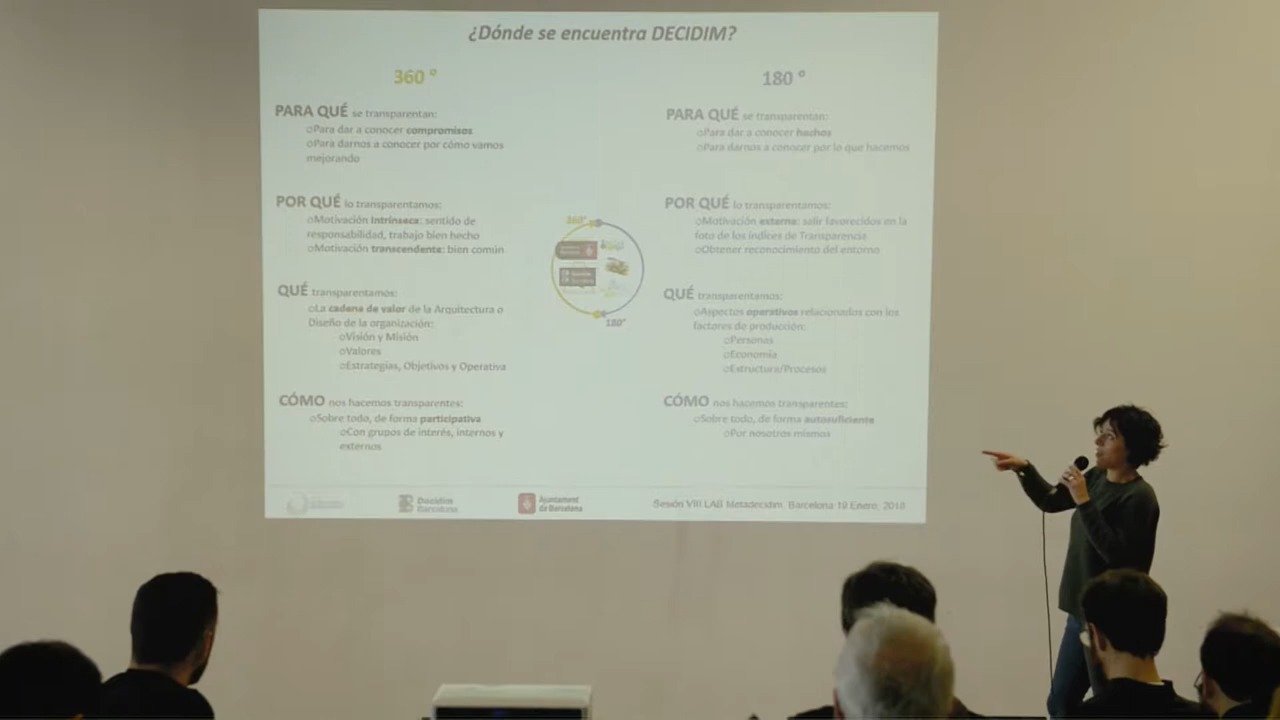 ¿Dónde se encuentra DECIDIM?
360 º
PARA QUÉ se transparentan:
oPara dar a conocer compromisos
oPara darnos a conocer por cómo vamos
mejorando
POR QUÉ lo transparentamos:
oMotivación intrínseca: sentido de
responsabilidad, trabajo bien hecho
oMotivación transcendente: bien común
QUÉ transparentamos:
oLa cadena de valor de la Arquitectura o
Diseño de la organización:
oVisión y Misión
oValores
oEstrategias, Objetivos y Operativa
CÓMO nos hacemos transparentes:
oSobre todo, de forma participativa
oCon grupos de interés, internos y
externos
360°
180°
180 º
PARA QUÉ se transparentan:
oPara dar a conocer hechos
oPara darnos a conocer por lo que hacemos
POR QUÉ lo transparentamos:
oMotivación externa: salir favorecidos en la
foto de los índices de Transparencia
oObtener reconocimiento del entorno
QUÉ transparentamos:
oAspectos operativos relacionados con los
factores de producción:
oPersonas
oEconomía
oEstructura/Procesos
CÓMO nos hacemos transparentes:
oSobre todo, de forma autosuficiente
oPor nosotros mismos
Decidim
Barcelona
Ajuntament
de Barcelona
Sesión VIII LAB Metadecidim. Barcelona 19 Enero, 2018